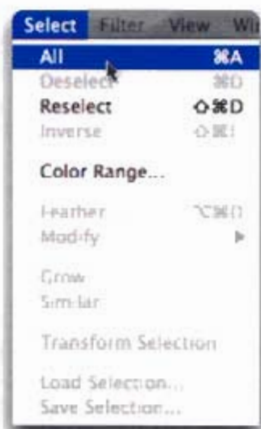 Select Filter View Wi
All ⌘A
Deselect ⌘D
Reselect ⇧⌘D
Inverse ⇧⌘I
Color Range...
Feather ⌥⌘D
Modify ▶
Grow
Similar
Transform Selection
Load Selection...
Save Selection...